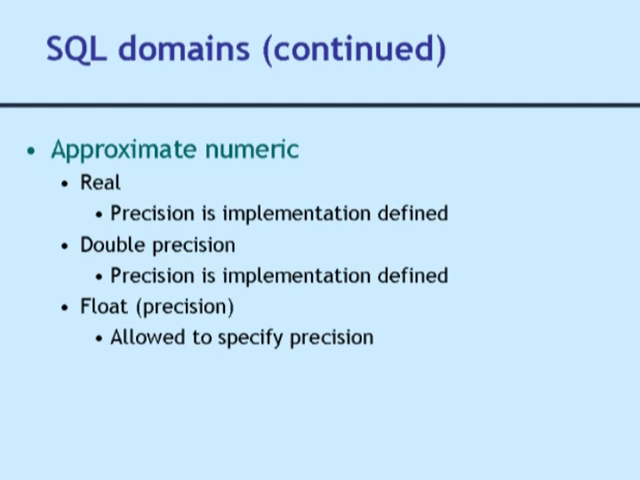 SQL domains (continued)
• Approximate numeric
• Real
• Precision is implementation defined
• Double precision
• Precision is implementation defined
• Float (precision)
• Allowed to specify precision